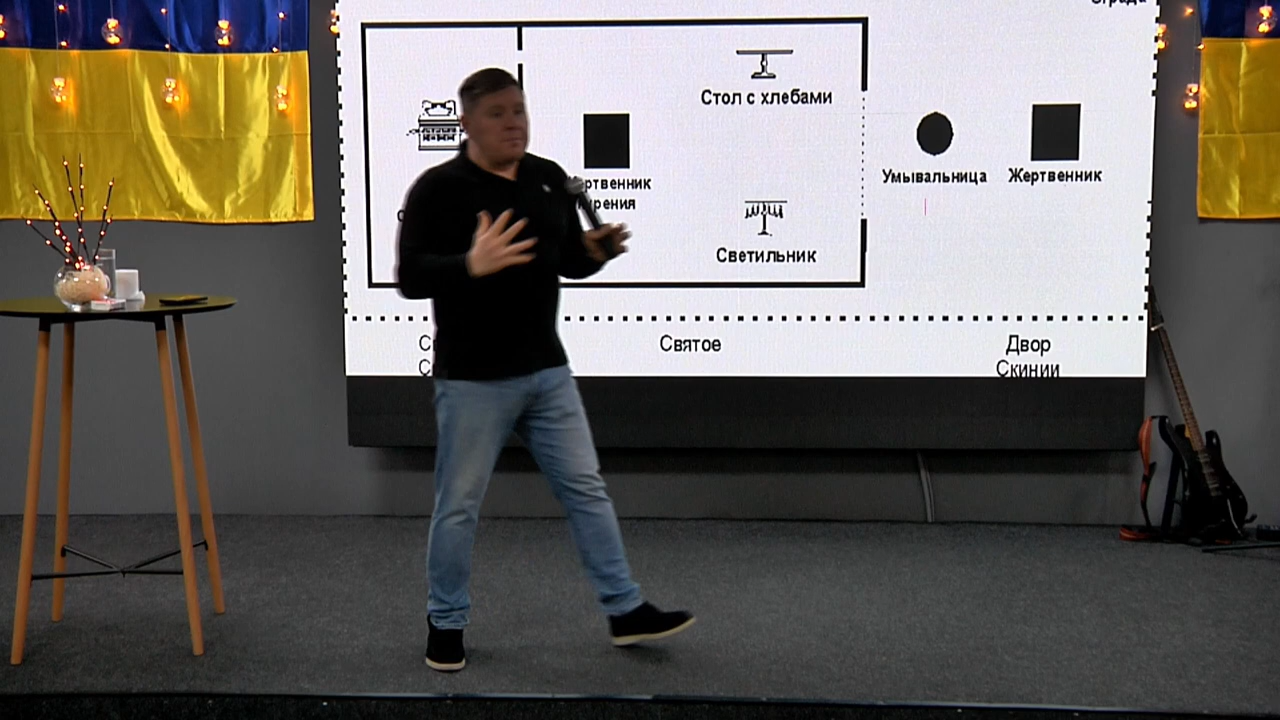 Стол с хлебами
Умывальница
Жертвенник
Светильник
Святое
Двор
Скинии